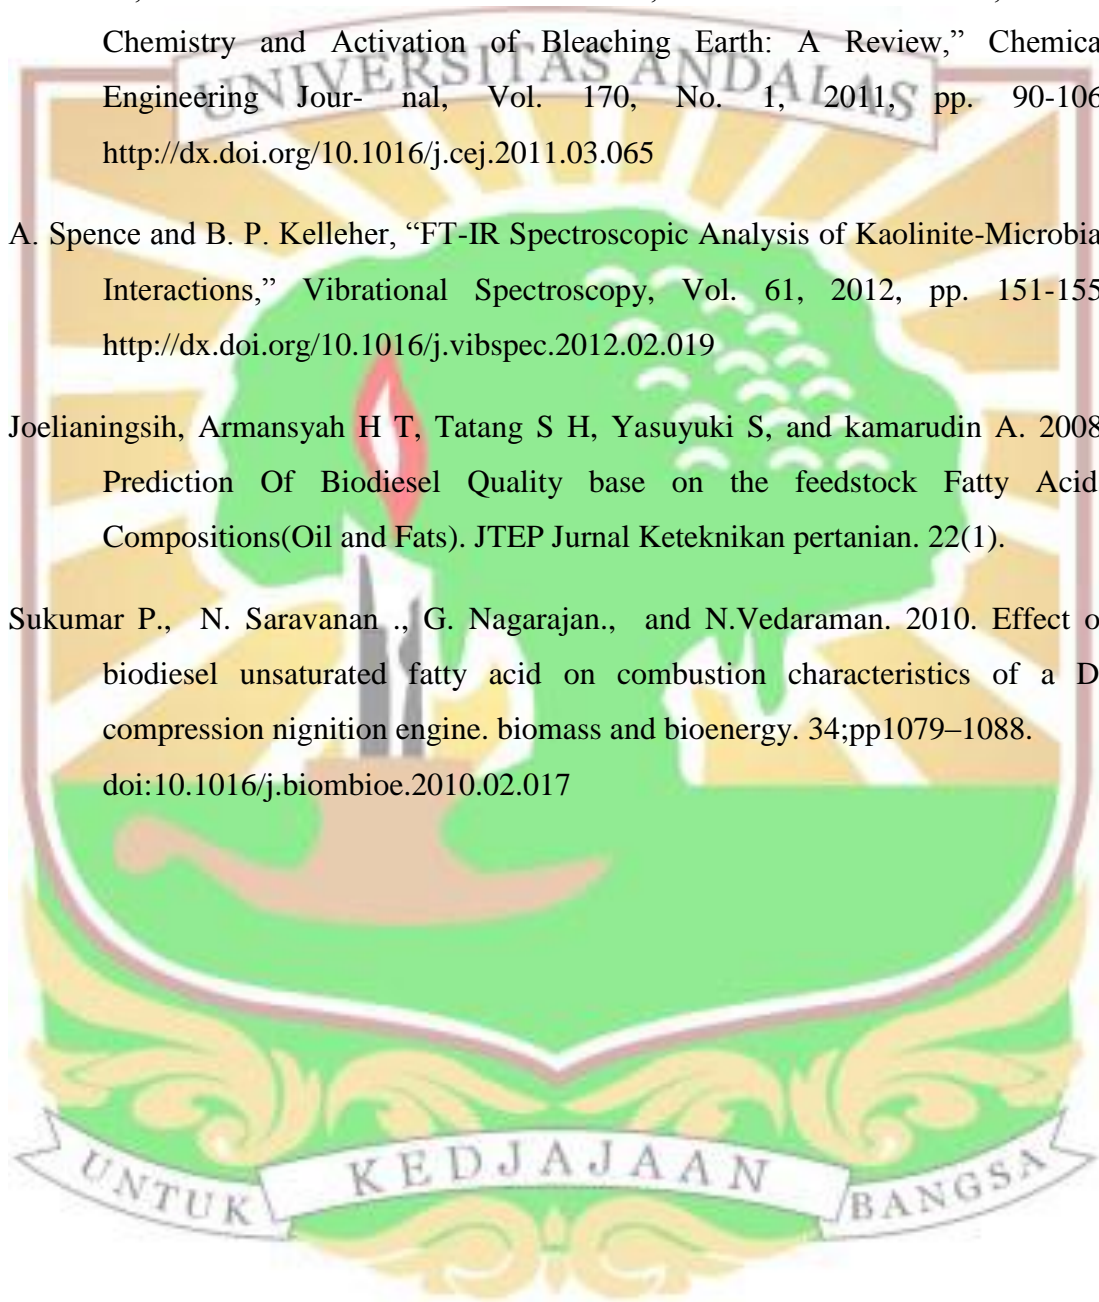 Chemistry and Activation of Bleaching Earth: A Review,” Chemica
Engineering Jour- nal, Vol. 170, No. 1, 2011, pp. 90-106
http://dx.doi.org/10.1016/j.cej.2011.03.065
A. Spence and B. P. Kelleher, “FT-IR Spectroscopic Analysis of Kaolinite-Microbia
Interactions,” Vibrational Spectroscopy, Vol. 61, 2012, pp. 151-155
http://dx.doi.org/10.1016/j.vibspec.2012.02.019
Joelianingsih, Armansyah H T, Tatang S H, Yasuyuki S, and kamarudin A. 2008
Prediction Of Biodiesel Quality base on the feedstock Fatty Acid
Compositions(Oil and Fats). JTEP Jurnal Keteknikan pertanian. 22(1).
Sukumar P., N. Saravanan ., G. Nagarajan., and N.Vedaraman. 2010. Effect o
biodiesel unsaturated fatty acid on combustion characteristics of a D
compression nignition engine. biomass and bioenergy. 34;pp1079–1088.
doi:10.1016/j.biombioe.2010.02.017
UNIVERSITAS ANDALAS
UNTUK KEDJAJAAN BANGSA